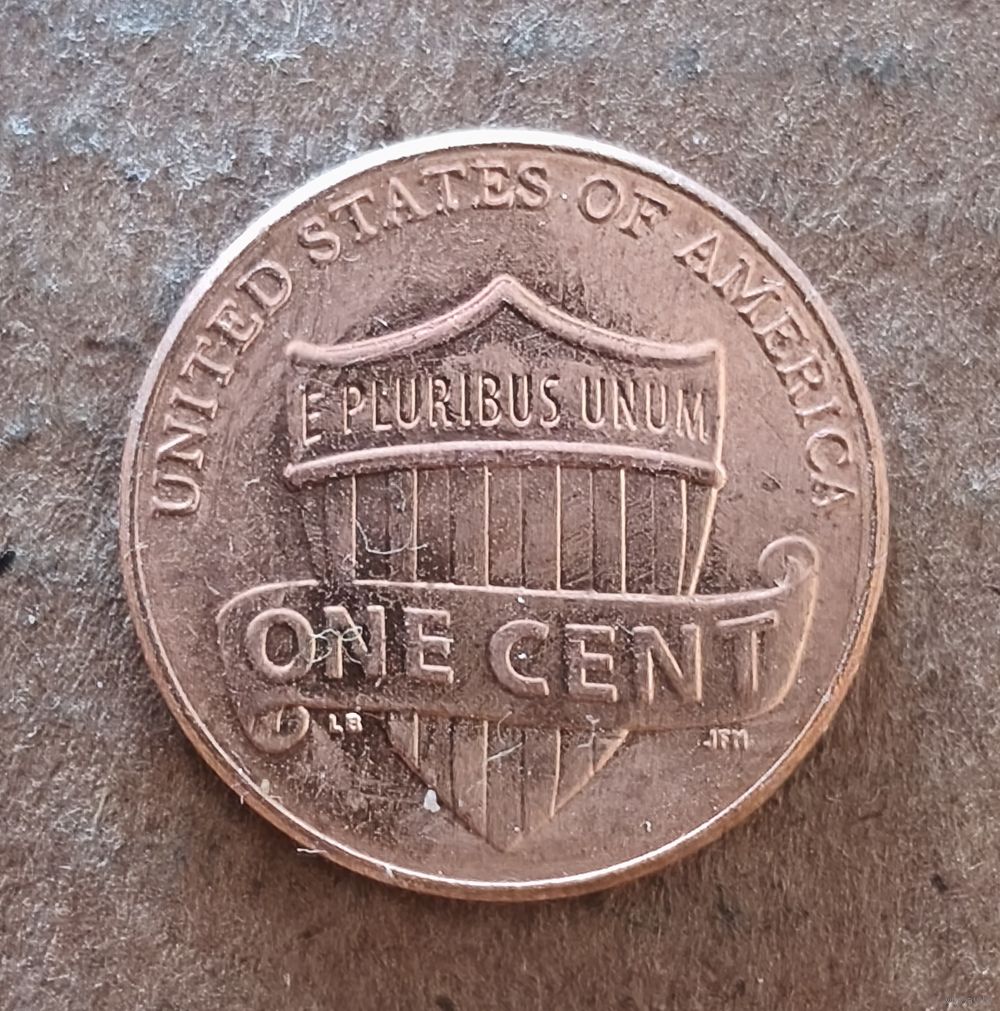 UNITED STATES OF AMERICA
E PLURIBUS UNUM
ONE CENT
LB
JFM